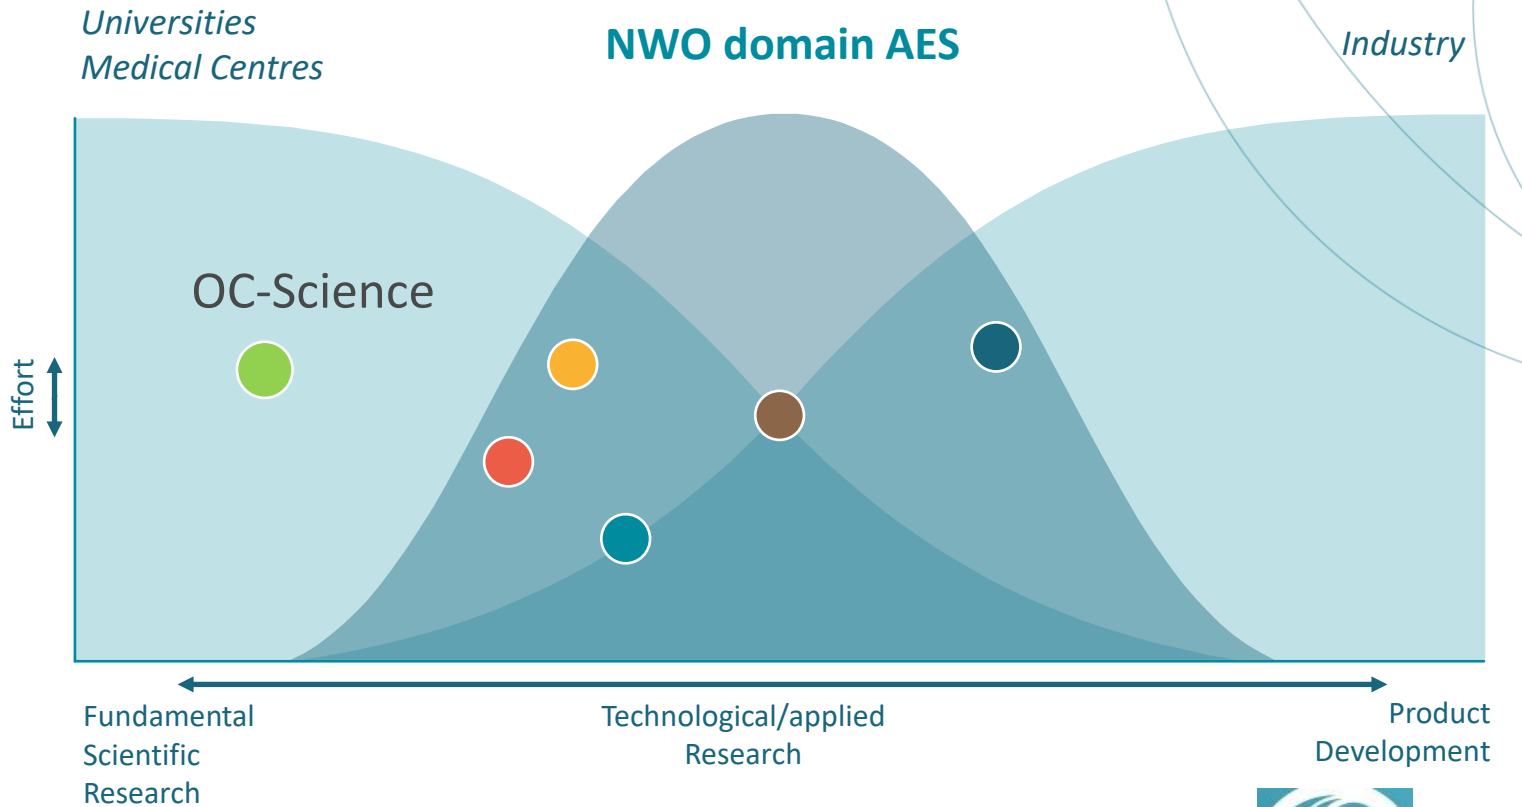 Universities
Medical Centres
NWO domain AES
Industry
OC-Science
Effort
Fundamental
Scientific
Research
Technological/applied
Research
Product
Development